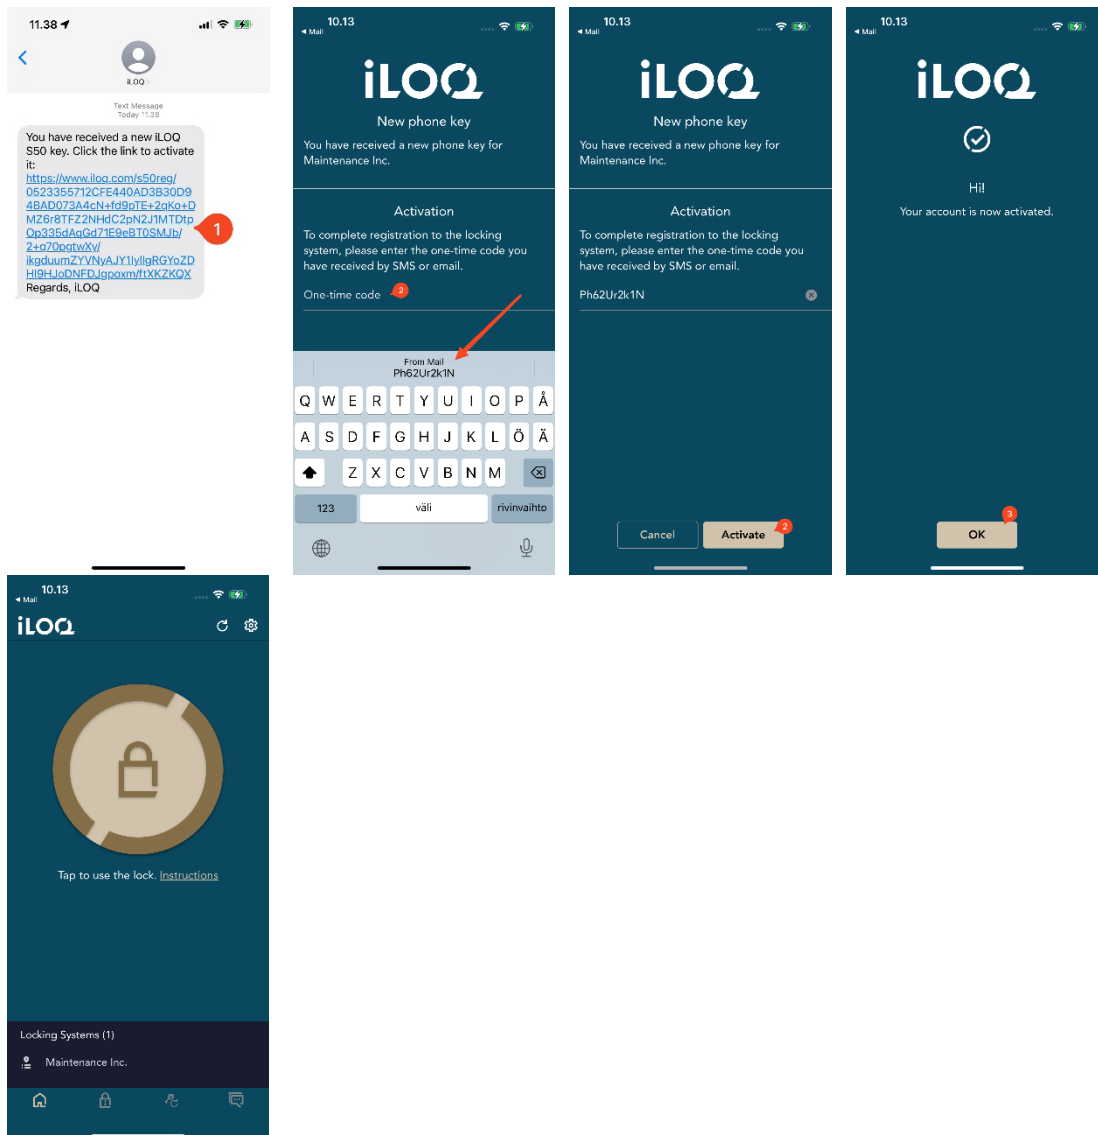 11.38
iLOQ
Text Message
Today 11.38
You have received a new iLOQ
S50 key. Click the link to activate
it:
https://www.iloq.com/s50reg/
0523355712CFE440AD3B30D9
4BAD073A4cN+fd9pTE+2qKo+D
MZ6r8TFZ2NHdC2pN2J1MTDtp
Op335dAqGd71E9eBT0SMJb/
2+q70pqtwXy/
ikgduumZYVNyAJY1IyllgRGYoZD
HI9HJoDNFDJgpoxm/ftXKZKQX
Regards, iLOQ
1
10.13
Mail
iLOQ
New phone key
You have received a new phone key for
Maintenance Inc.
Activation
To complete registration to the locking
system, please enter the one-time code you
have received by SMS or email.
One-time code
2
From Mail
Ph62Ur2k1N
Q W E R T Y U I O P Å
A S D F G H J K L Ö Ä
Z X C V B N M
123 väli rivinvaihto
10.13
Mail
iLOQ
New phone key
You have received a new phone key for
Maintenance Inc.
Activation
To complete registration to the locking
system, please enter the one-time code you
have received by SMS or email.
Ph62Ur2k1N
Cancel Activate
2
10.13
Mail
iLOQ
Hi!
Your account is now activated.
3
OK
10.13
Mail
iLOQ
Tap to use the lock. Instructions
Locking Systems (1)
Maintenance Inc.